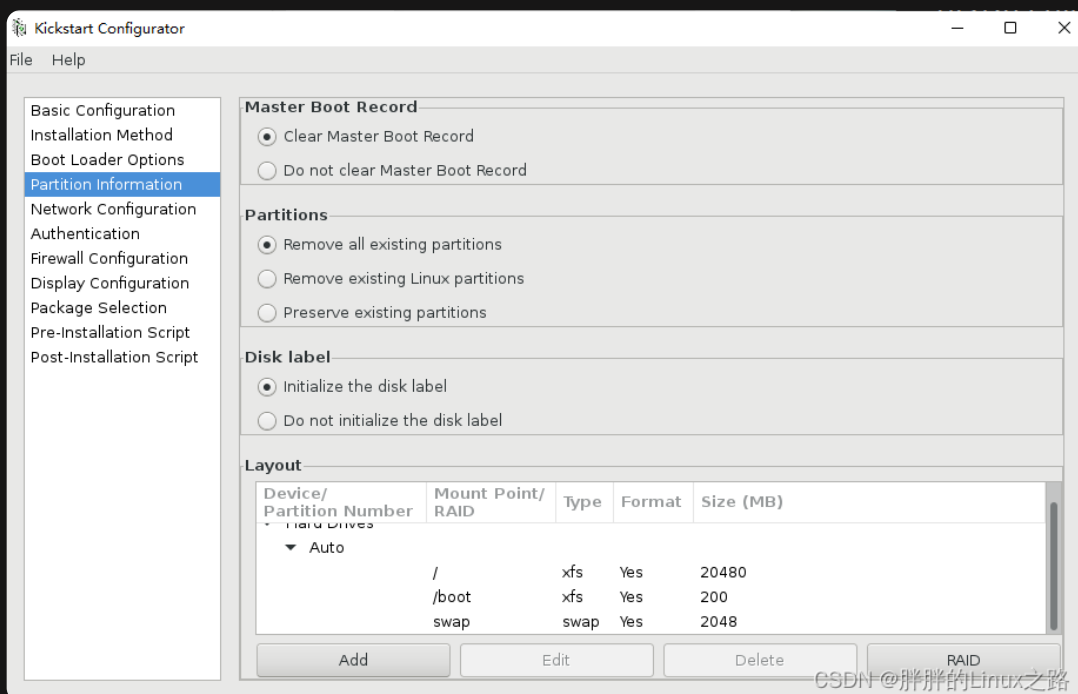 Kickstart Configurator
File Help
Basic Configuration
Installation Method
Boot Loader Options
Partition Information
Network Configuration
Authentication
Firewall Configuration
Display Configuration
Package Selection
Pre-Installation Script
Post-Installation Script
Master Boot Record
Clear Master Boot Record
Do not clear Master Boot Record
Partitions
Remove all existing partitions
Remove existing Linux partitions
Preserve existing partitions
Disk label
Initialize the disk label
Do not initialize the disk label
Layout
Device/ Mount Point/
Partition Number RAID Type Format Size (MB)
Hard Drives
Auto
/ xfs Yes 20480
/boot xfs Yes 200
swap swap Yes 2048
Add Edit Delete RAID
CSDN @胖胖的Linux之路